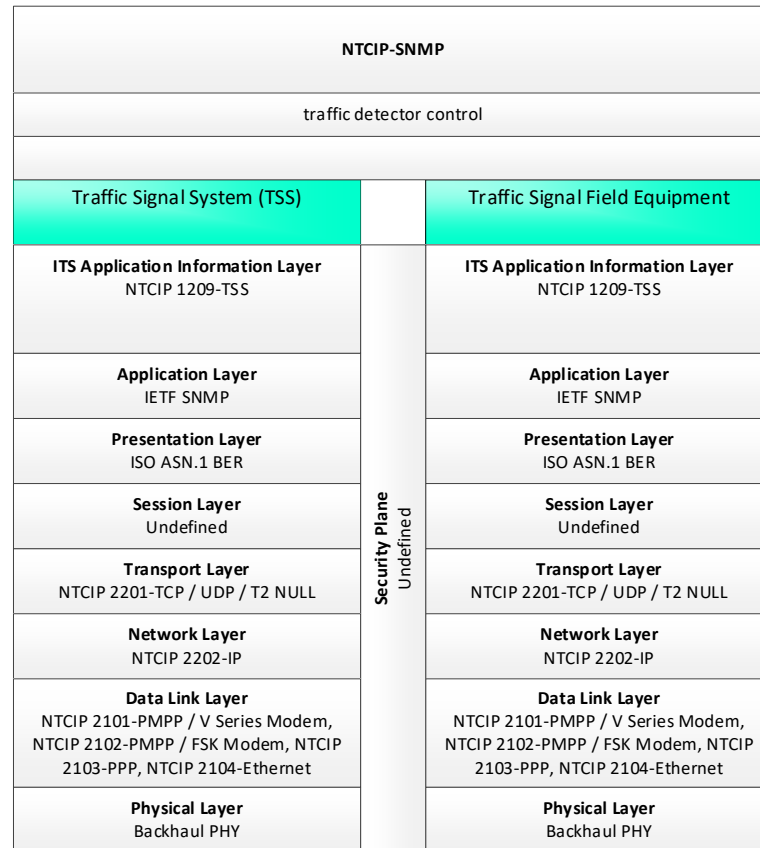 NTCIP-SNMP
traffic detector control
Traffic Signal System (TSS)
Traffic Signal Field Equipment
ITS Application Information Layer
NTCIP 1209-TSS
Application Layer
IETF SNMP
Presentation Layer
ISO ASN.1 BER
Session Layer
Undefined
Transport Layer
NTCIP 2201-TCP / UDP / T2 NULL
Network Layer
NTCIP 2202-IP
Data Link Layer
NTCIP 2101-PMPP / V Series Modem,
NTCIP 2102-PMPP / FSK Modem, NTCIP
2103-PPP, NTCIP 2104-Ethernet
Physical Layer
Backhaul PHY
Security Plane
Undefined
ITS Application Information Layer
NTCIP 1209-TSS
Application Layer
IETF SNMP
Presentation Layer
ISO ASN.1 BER
Session Layer
Undefined
Transport Layer
NTCIP 2201-TCP / UDP / T2 NULL
Network Layer
NTCIP 2202-IP
Data Link Layer
NTCIP 2101-PMPP / V Series Modem,
NTCIP 2102-PMPP / FSK Modem, NTCIP
2103-PPP, NTCIP 2104-Ethernet
Physical Layer
Backhaul PHY